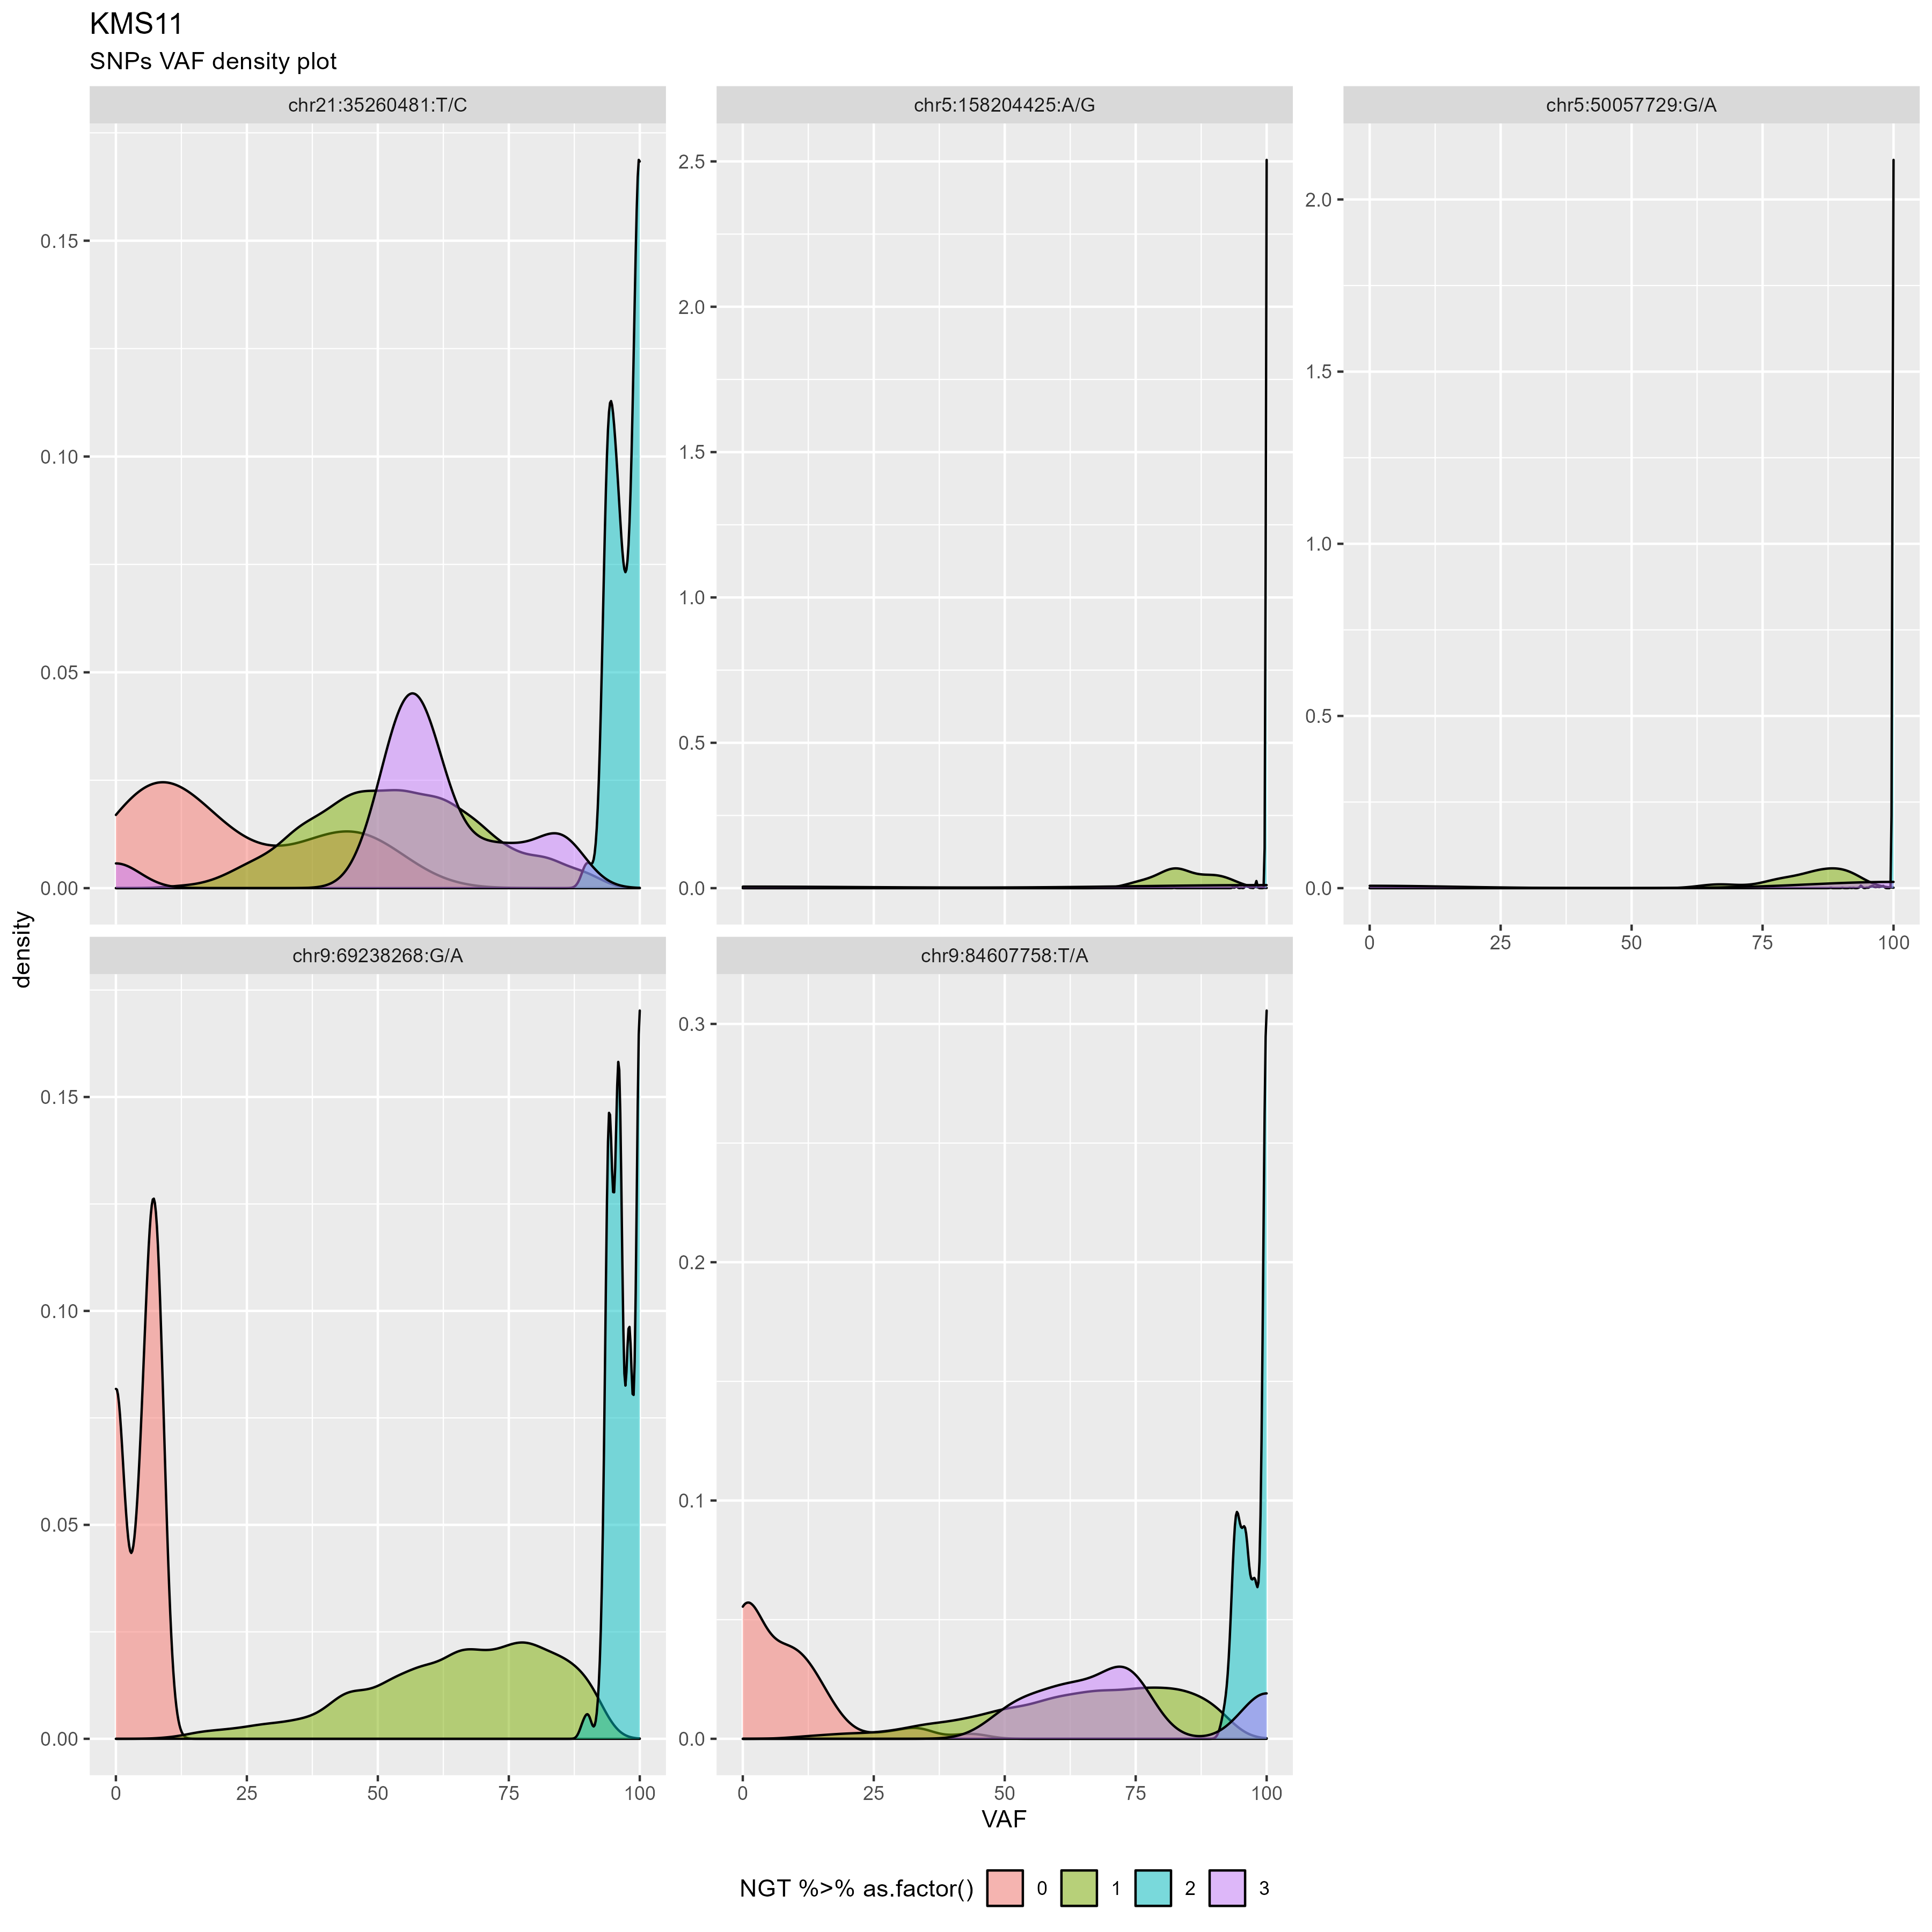 KMS11
SNPs VAF density plot
chr21:35260481:T/C
chr5:158204425:A/G
chr5:50057729:G/A
0.15
0.10
0.05
0.00
2.5
2.0
1.5
1.0
0.5
0.0
2.0
1.5
1.0
0.5
0.0
0 25 50 75 100
density
chr9:69238268:G/A
chr9:84607758:T/A
0.15
0.10
0.05
0.00
0.3
0.2
0.1
0.0
0 25 50 75 100
0 25 50 75 100
VAF
NGT %>% as.factor() 0 1 2 3